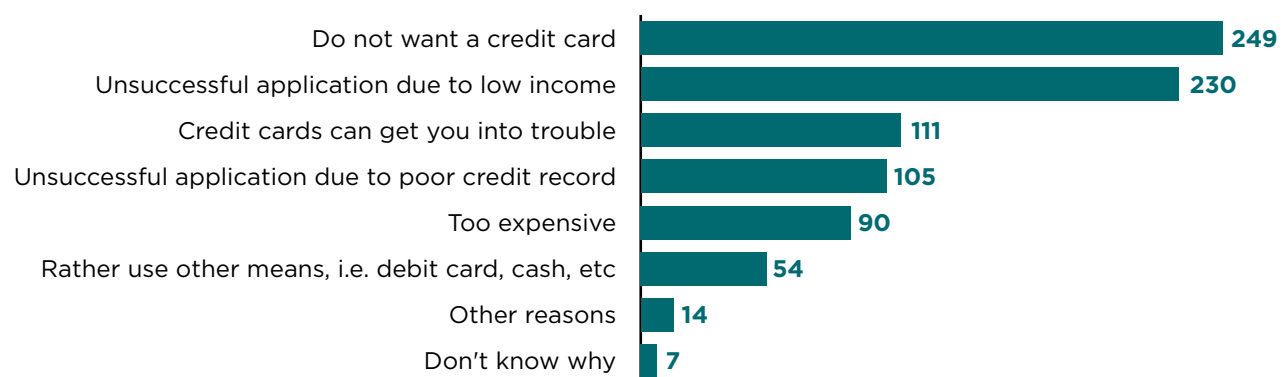 Do not want a credit card 249
Unsuccessful application due to low income 230
Credit cards can get you into trouble 111
Unsuccessful application due to poor credit record 105
Too expensive 90
Rather use other means, i.e. debit card, cash, etc 54
Other reasons 14
Don't know why 7